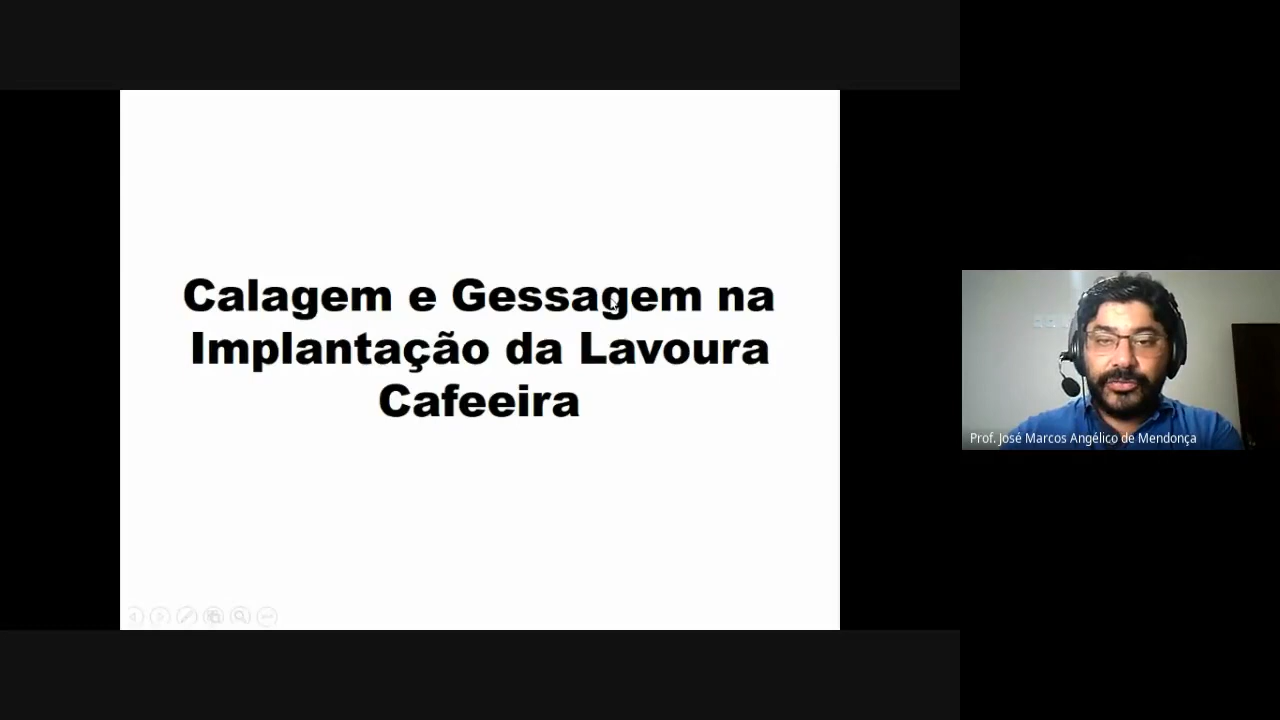 Calagem e Gessagem na
Implantação da Lavoura
Cafeeira
Prof. José Marcos Angélico de Mendonça